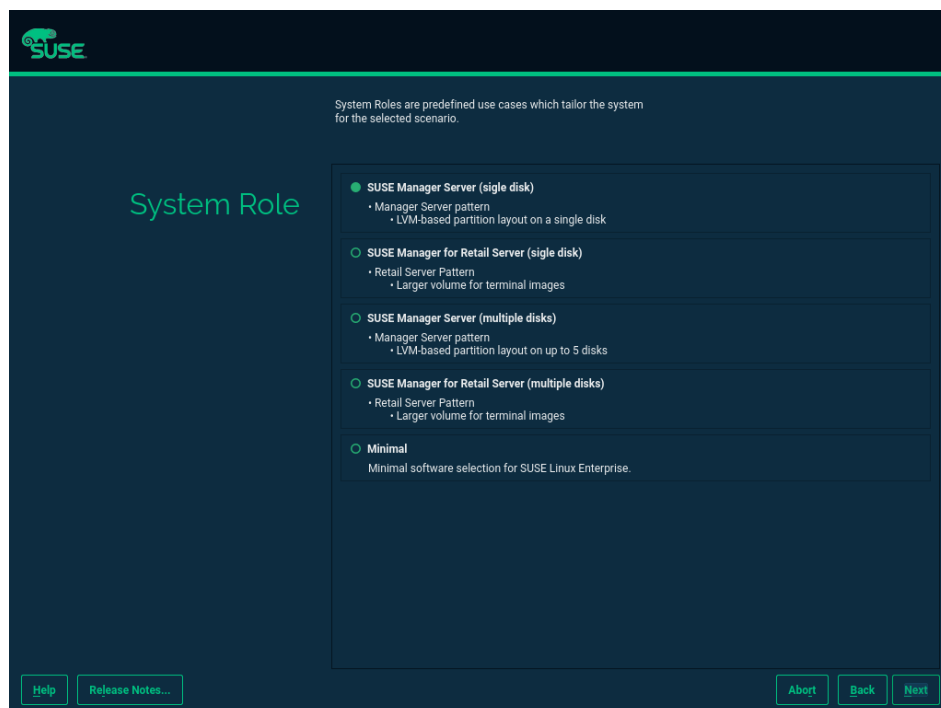 SUSE
System Roles are predefined use cases which tailor the system
for the selected scenario.
System Role
SUSE Manager Server (sigle disk)
• Manager Server pattern
• LVM-based partition layout on a single disk
SUSE Manager for Retail Server (sigle disk)
• Retail Server Pattern
• Larger volume for terminal images
SUSE Manager Server (multiple disks)
• Manager Server pattern
• LVM-based partition layout on up to 5 disks
SUSE Manager for Retail Server (multiple disks)
• Retail Server Pattern
• Larger volume for terminal images
Minimal
Minimal software selection for SUSE Linux Enterprise.
Help Release Notes... Abort Back Next